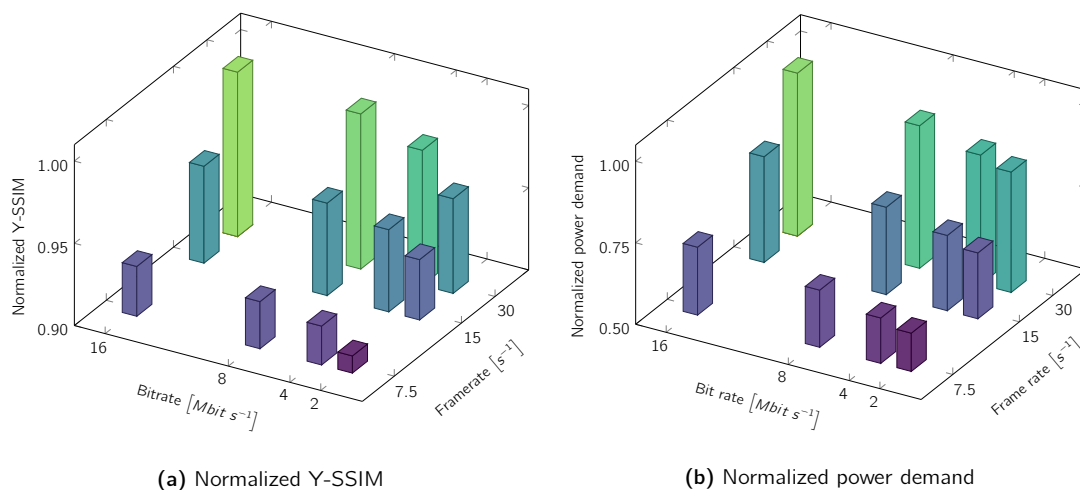 1.00
0.95
0.90
Normalized Y-SSIM
16
8
4
2
Bitrate [Mbit s⁻¹]
7.5
15
30
Framerate [s⁻¹]
(a) Normalized Y-SSIM
1.00
0.75
0.50
Normalized power demand
16
8
4
2
Bit rate [Mbit s⁻¹]
7.5
15
30
Frame rate [s⁻¹]
(b) Normalized power demand